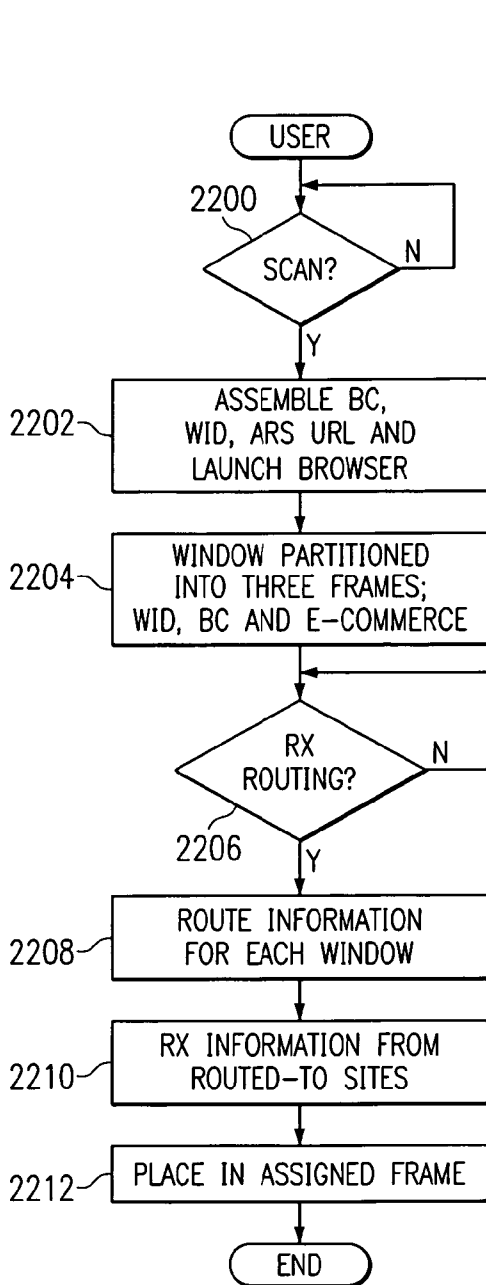 USER
2200
SCAN?
N
Y
2202
ASSEMBLE BC,
WID, ARS URL AND
LAUNCH BROWSER
2204
WINDOW PARTITIONED
INTO THREE FRAMES;
WID, BC AND E-COMMERCE
RX
ROUTING?
N
2206
Y
2208
ROUTE INFORMATION
FOR EACH WINDOW
2210
RX INFORMATION FROM
ROUTED-TO SITES
2212
PLACE IN ASSIGNED FRAME
END